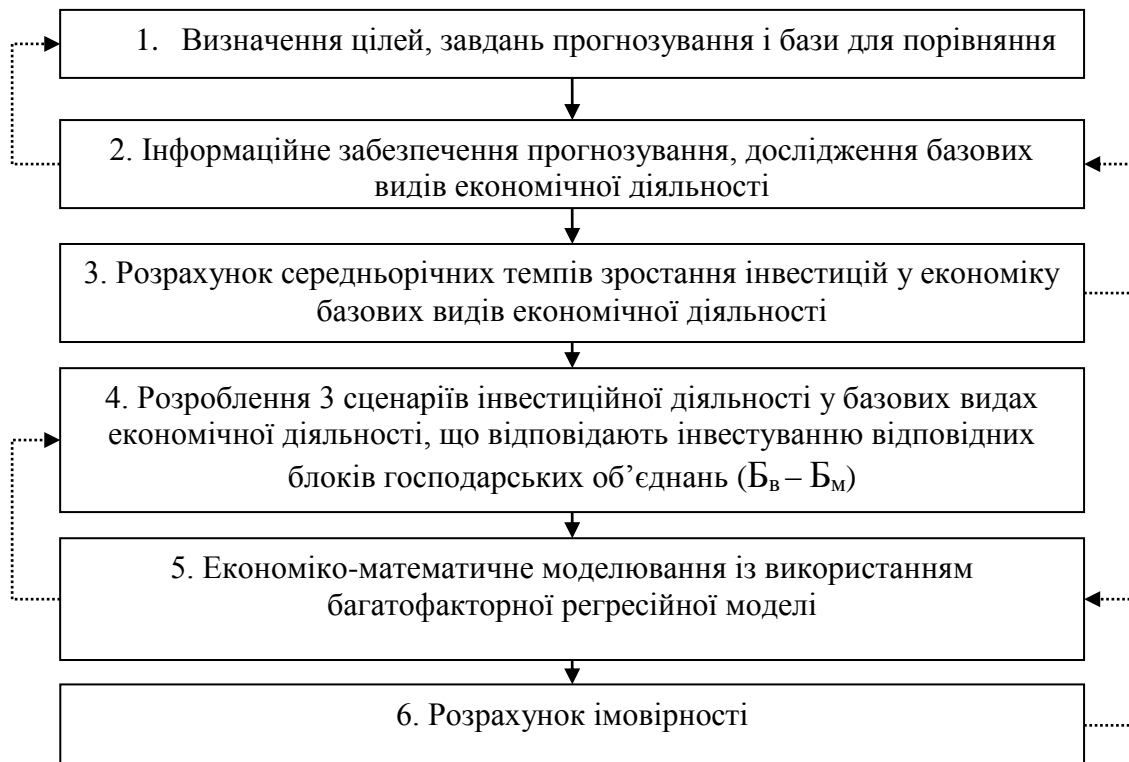 1. Визначення цілей, завдань прогнозування і бази для порівняння
2. Інформаційне забезпечення прогнозування, дослідження базових
видів економічної діяльності
3. Розрахунок середньорічних темпів зростання інвестицій у економіку
базових видів економічної діяльності
4. Розроблення 3 сценаріїв інвестиційної діяльності у базових видах
економічної діяльності, що відповідають інвестуванню відповідних
блоків господарських об’єднань (Бв – Бм)
5. Економіко-математичне моделювання із використанням
багатофакторної регресійної моделі
6. Розрахунок імовірності